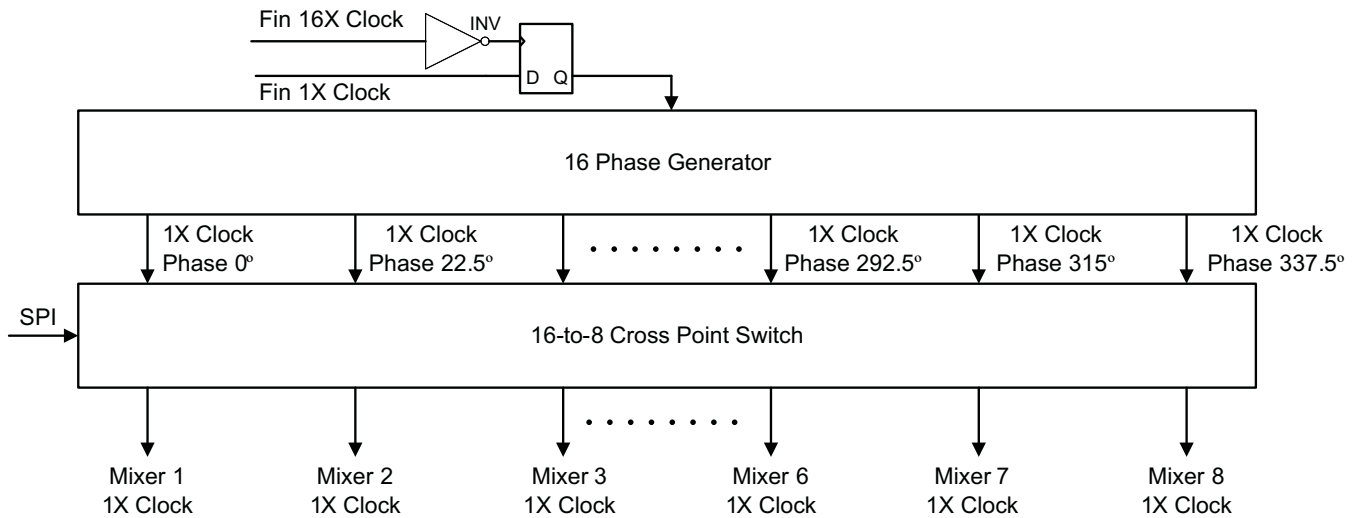 Fin 16X Clock
INV
D Q
Fin 1X Clock
16 Phase Generator
1X Clock
Phase 0º
1X Clock
Phase 22.5º
1X Clock
Phase 292.5º
1X Clock
Phase 315º
1X Clock
Phase 337.5º
SPI
16-to-8 Cross Point Switch
Mixer 1
1X Clock
Mixer 2
1X Clock
Mixer 3
1X Clock
Mixer 6
1X Clock
Mixer 7
1X Clock
Mixer 8
1X Clock